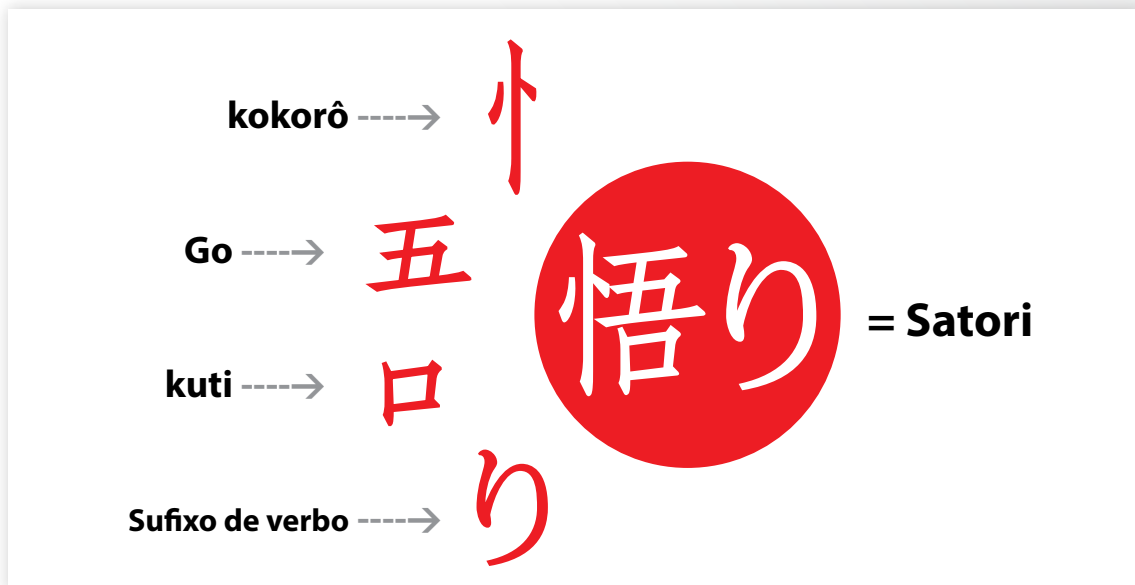 kokorô ----→ 忄
Go ----→ 五
悟り = Satori
kuti ----→ 口
Sufixo de verbo ----→ り